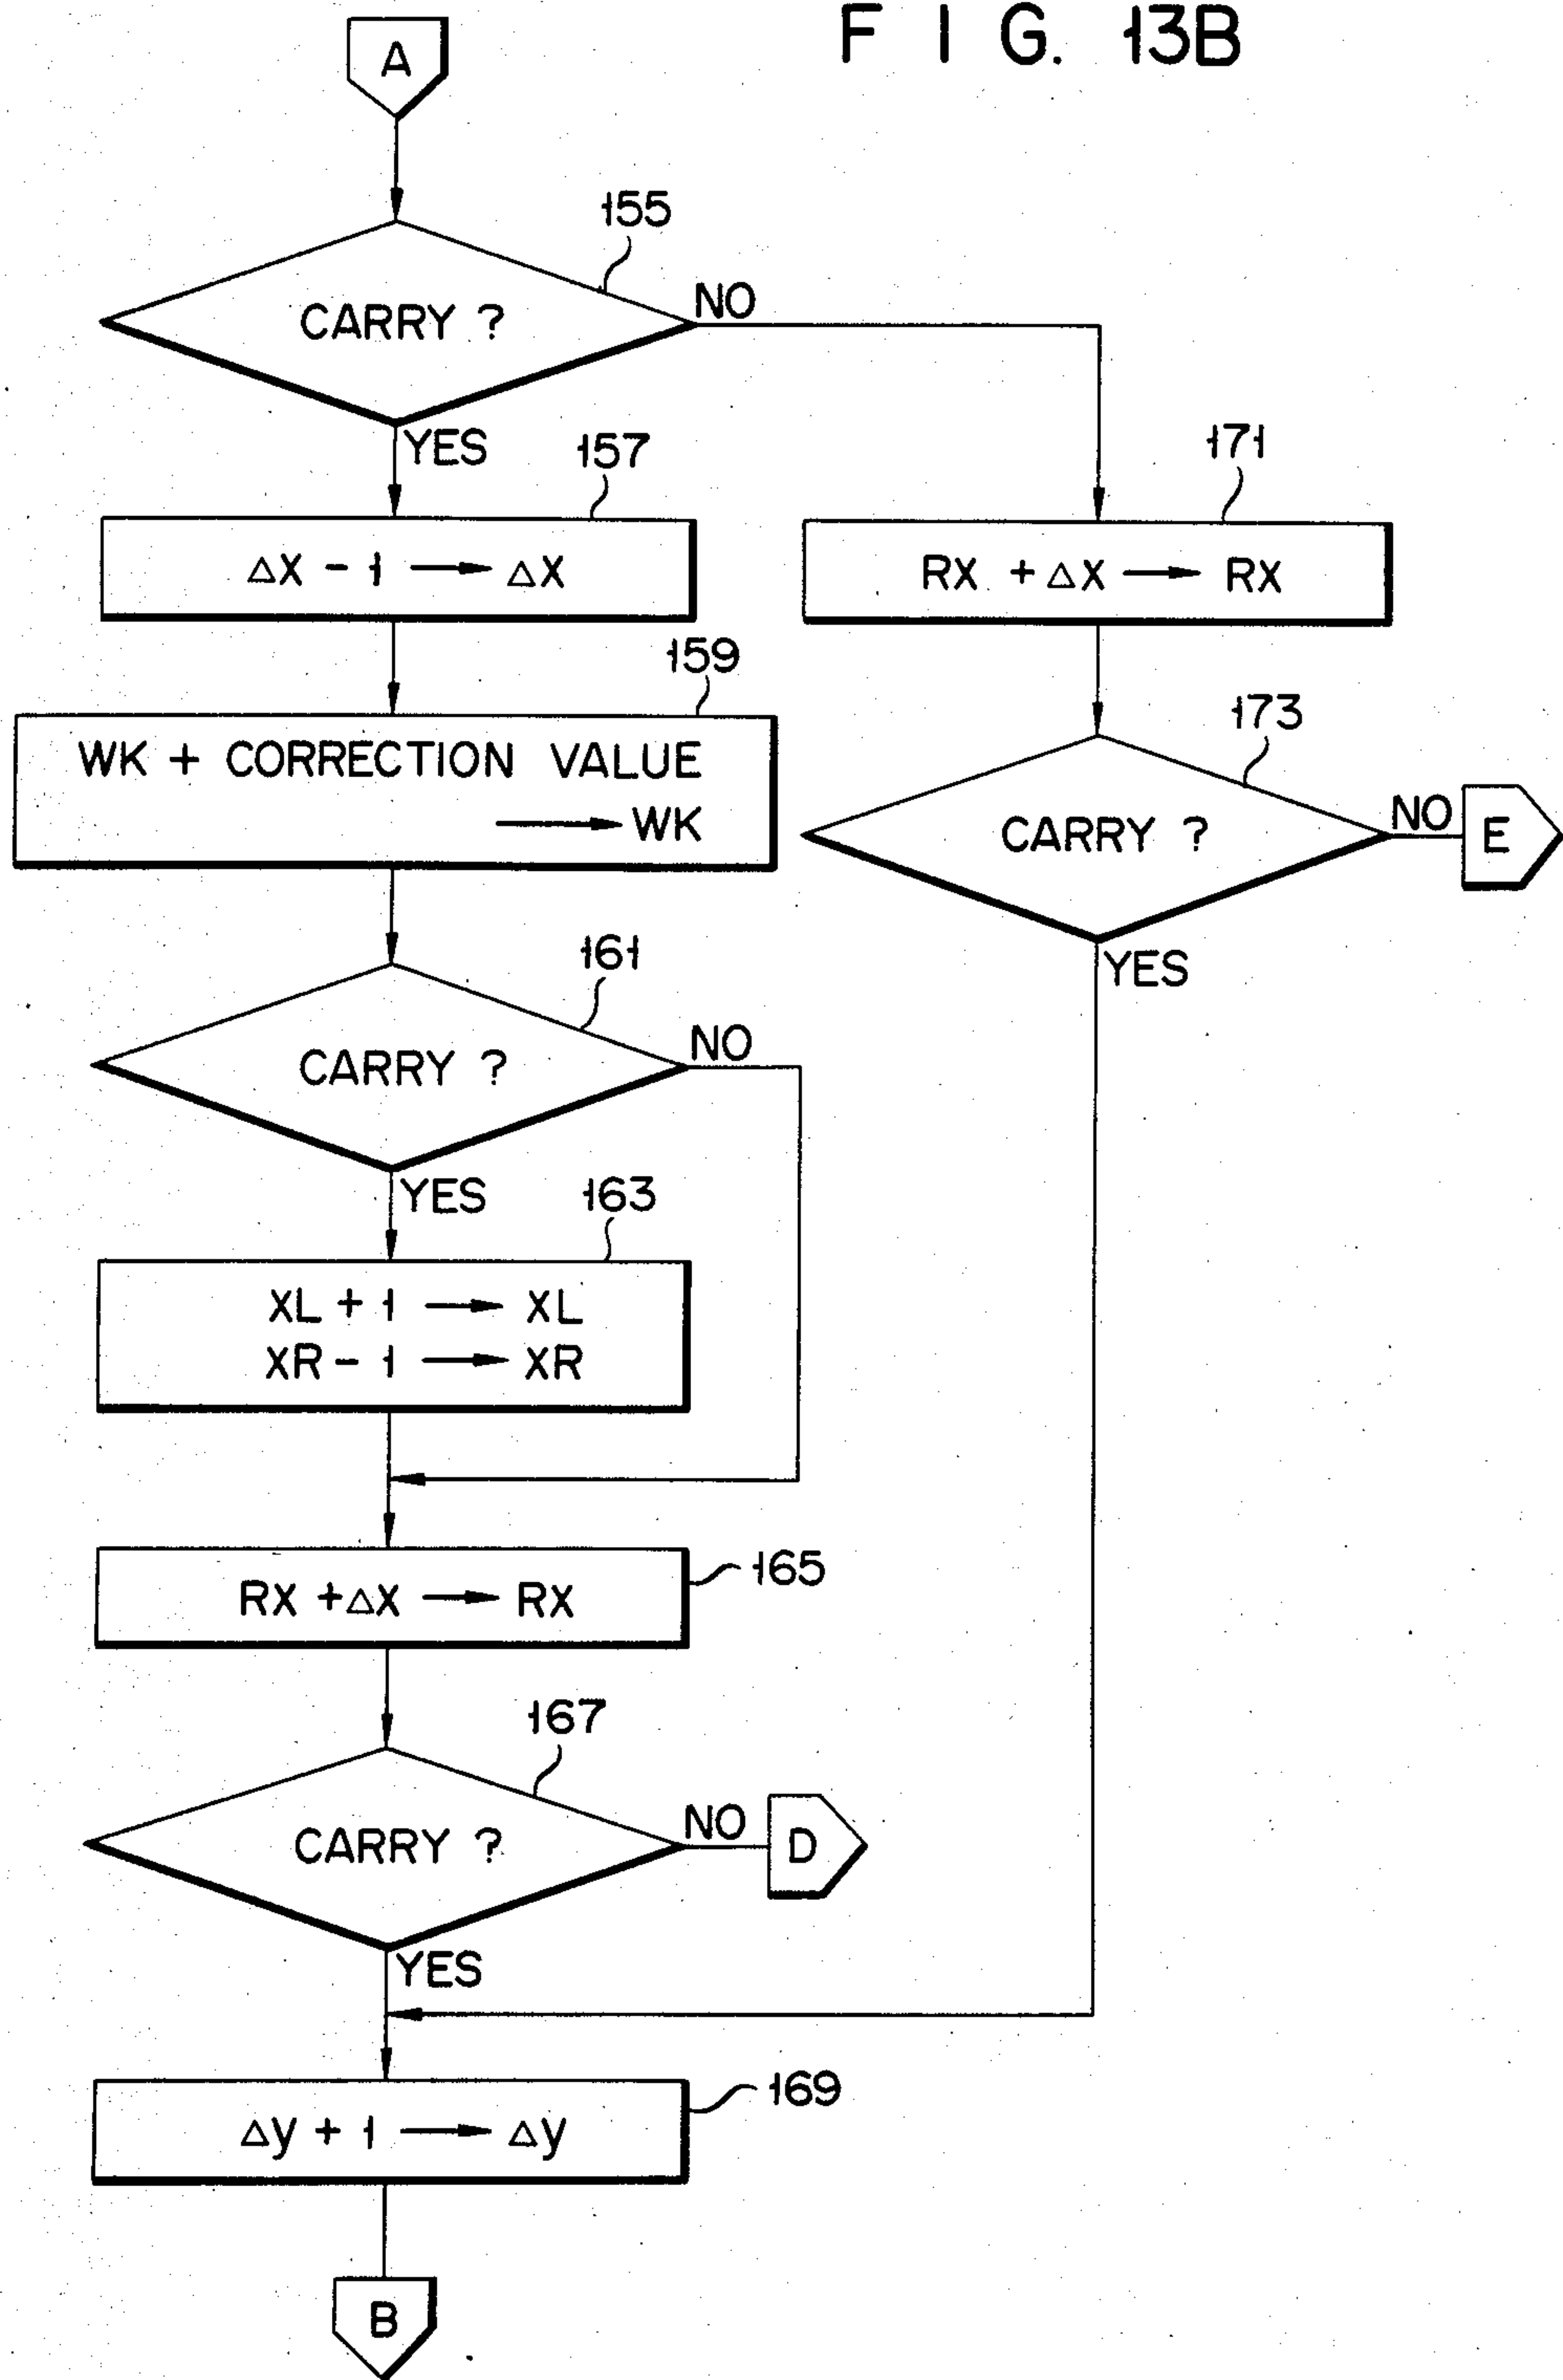 F I G. 13B
A
155
CARRY ?
NO
YES
157
171
ΔX - 1 → ΔX
RX + ΔX → RX
159
173
WK + CORRECTION VALUE
→ WK
CARRY ?
NO
E
YES
161
CARRY ?
NO
YES
163
XL + 1 → XL
XR - 1 → XR
165
RX + ΔX → RX
167
CARRY ?
NO
D
YES
169
Δy + 1 → Δy
B